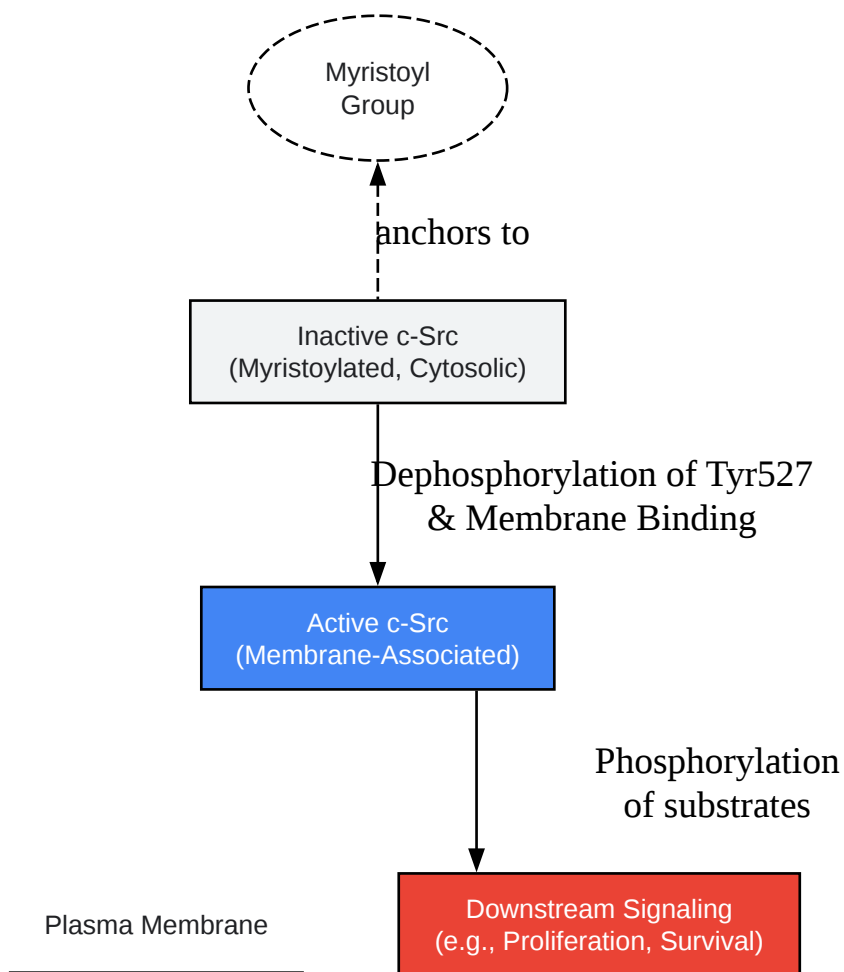 Myristoyl
Group
anchors to
Inactive c-Src
(Myristoylated, Cytosolic)
Dephosphorylation of Tyr527
& Membrane Binding
Active c-Src
(Membrane-Associated)
Phosphorylation
of substrates
Plasma Membrane
Downstream Signaling
(e.g., Proliferation, Survival)